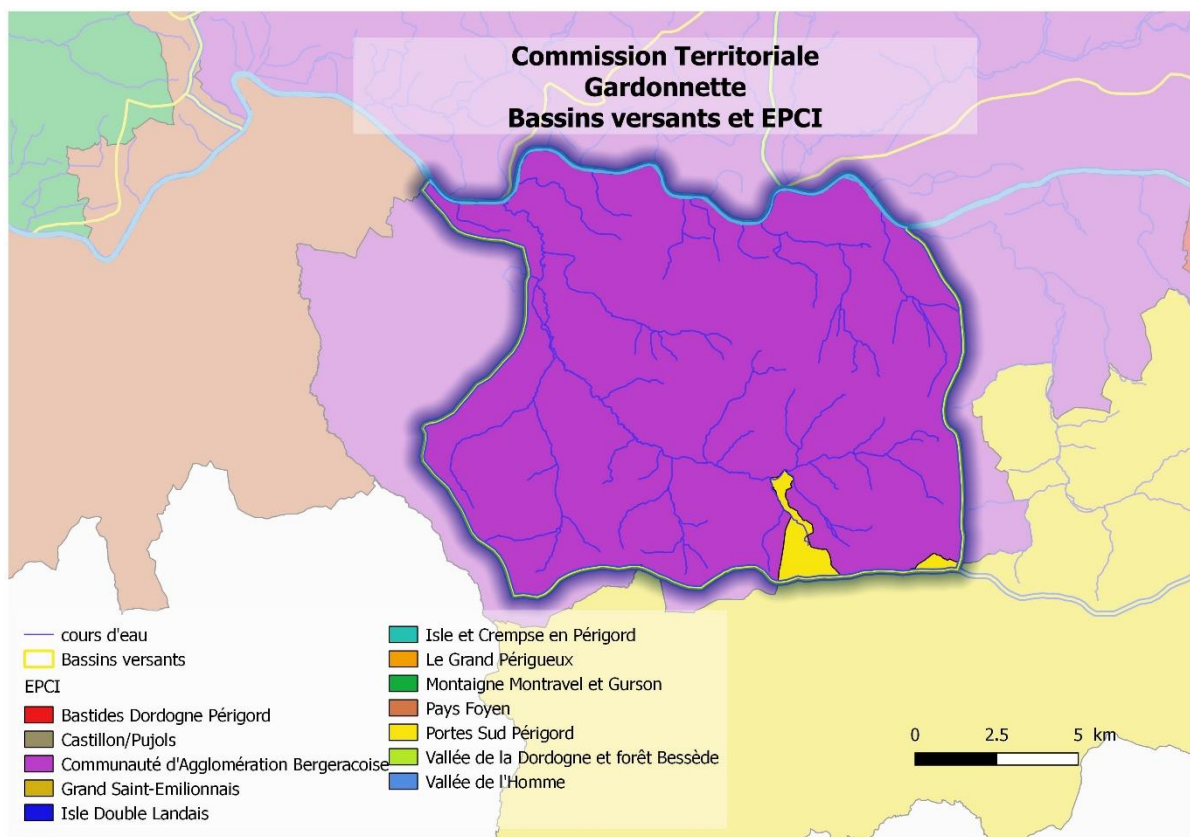 Commission Territoriale
Gardonnette
Bassins versants et EPCI
cours d'eau
Bassins versants
EPCI
Bastides Dordogne Périgord
Castillon/Pujols
Communauté d'Agglomération Bergeracoise
Grand Saint-Emilionnais
Isle Double Landais
Isle et Crempse en Périgord
Le Grand Périgueux
Montaigne Montravel et Gurson
Pays Foyen
Portes Sud Périgord
Vallée de la Dordogne et forêt Bessède
Vallée de l'Homme
0 2.5 5 km